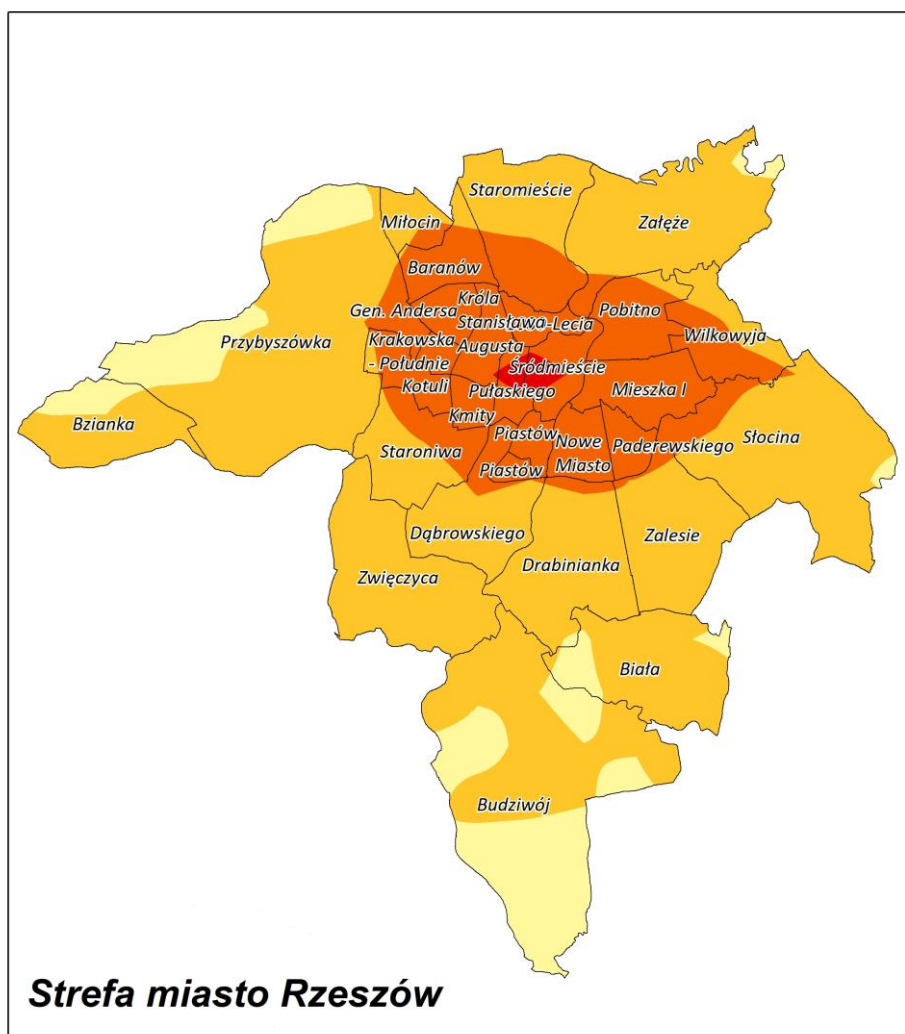 Staromieście
Załęże
Miłocin
Baranów
Króla
Pobitno
Gen. Andersa
Stanisława
-Lecia
Wilkowyja
Krakowska
Augusta
Przybyszówka
- Południe
Śródmieście
Kotuli
Pułaskiego
Mieszka I
Bzianka
Kmity
Słocina
Piastów
Nowe
Paderewskiego
Staroniwa
Piastów
Miasto
Dąbrowskiego
Zalesie
Drabinianka
Zwięczyca
Biała
Budziwój
Strefa miasto Rzeszów